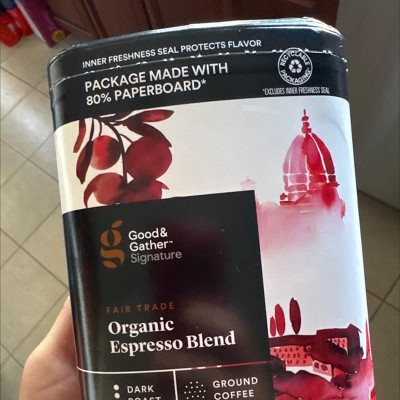 INNER FRESHNESS SEAL PROTECTS FLAVOR
PACKAGE MADE WITH
80% PAPERBOARD*
RECYCLABLE
PACKAGING
*EXCLUDES INNER FRESHNESS SEAL
g
Good&
Gather™
Signature
FAIR TRADE
Organic
Espresso Blend
DARK
ROAST
GROUND
COFFEE